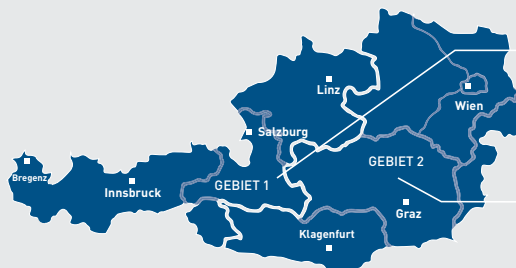 Linz
Wien
Salzburg
Bregenz
Innsbruck
GEBIET 1
GEBIET 2
Graz
Klagenfurt